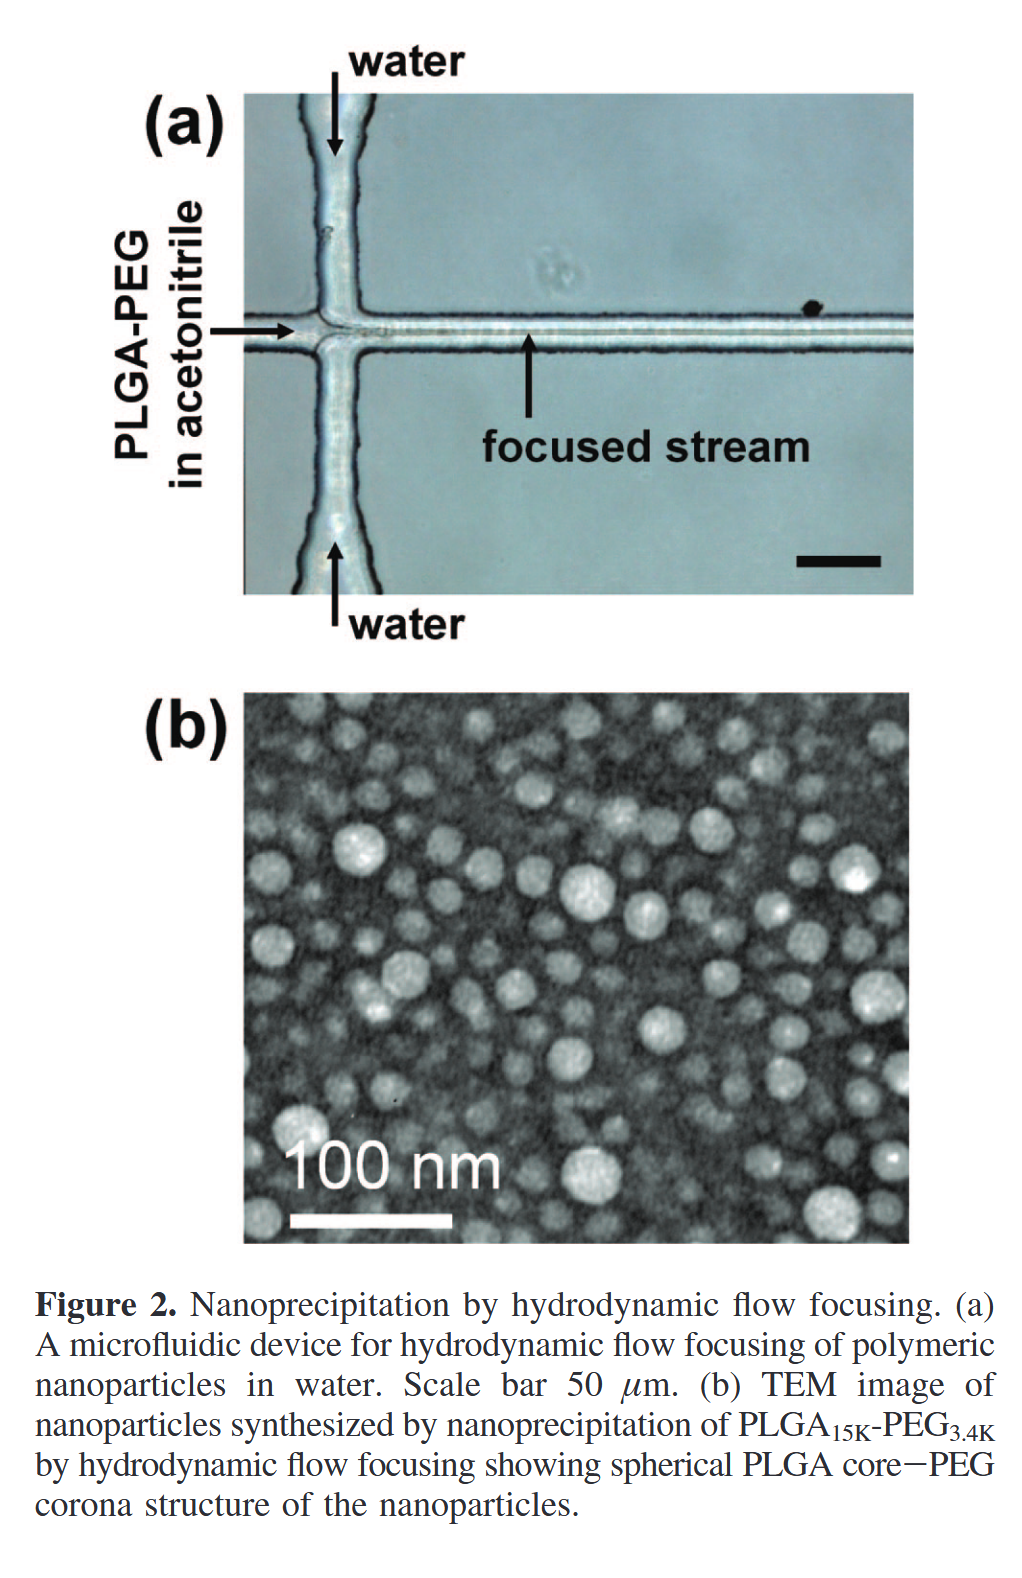 water
(a)
PLGA-PEG
in acetonitrile
focused stream
water
(b)
100 nm
Figure 2. Nanoprecipitation by hydrodynamic flow focusing. (a)
A microfluidic device for hydrodynamic flow focusing of polymeric
nanoparticles in water. Scale bar 50 μm. (b) TEM image of
nanoparticles synthesized by nanoprecipitation of PLGA15K-PEG3.4K
by hydrodynamic flow focusing showing spherical PLGA core−PEG
corona structure of the nanoparticles.